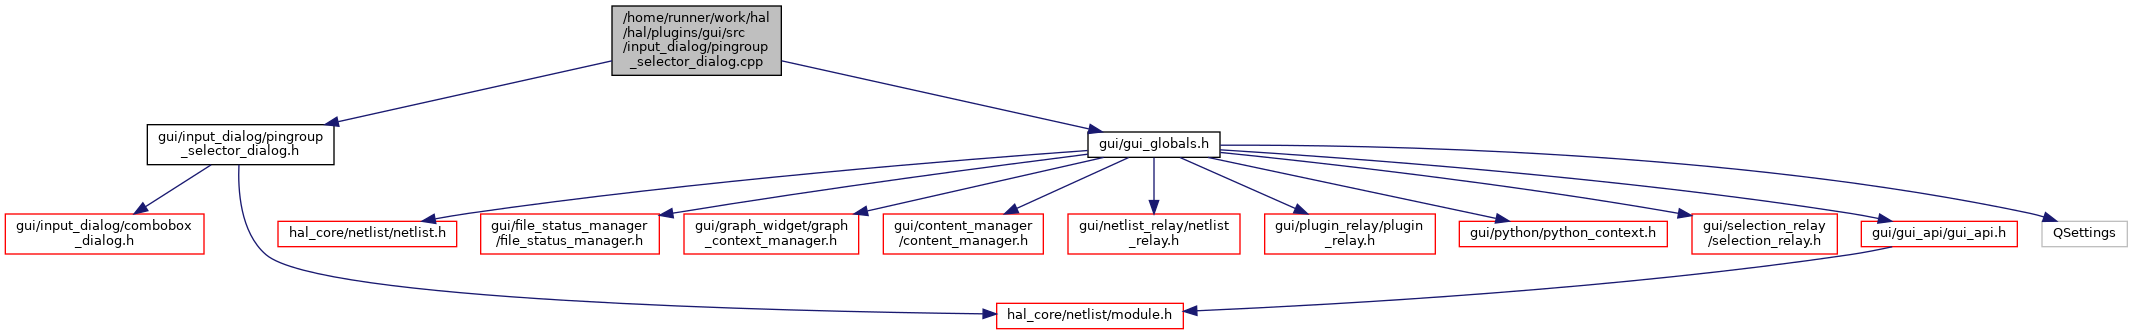 /home/runner/work/hal
/hal/plugins/gui/src
/input_dialog/pingroup
_selector_dialog.cpp
gui/input_dialog/pingroup
_selector_dialog.h
gui/gui_globals.h
gui/input_dialog/combobox
_dialog.h
hal_core/netlist/netlist.h
gui/file_status_manager
/file_status_manager.h
gui/graph_widget/graph
_context_manager.h
gui/content_manager
/content_manager.h
gui/netlist_relay/netlist
_relay.h
gui/plugin_relay/plugin
_relay.h
gui/python/python_context.h
gui/selection_relay
/selection_relay.h
gui/gui_api/gui_api.h
QSettings
hal_core/netlist/module.h